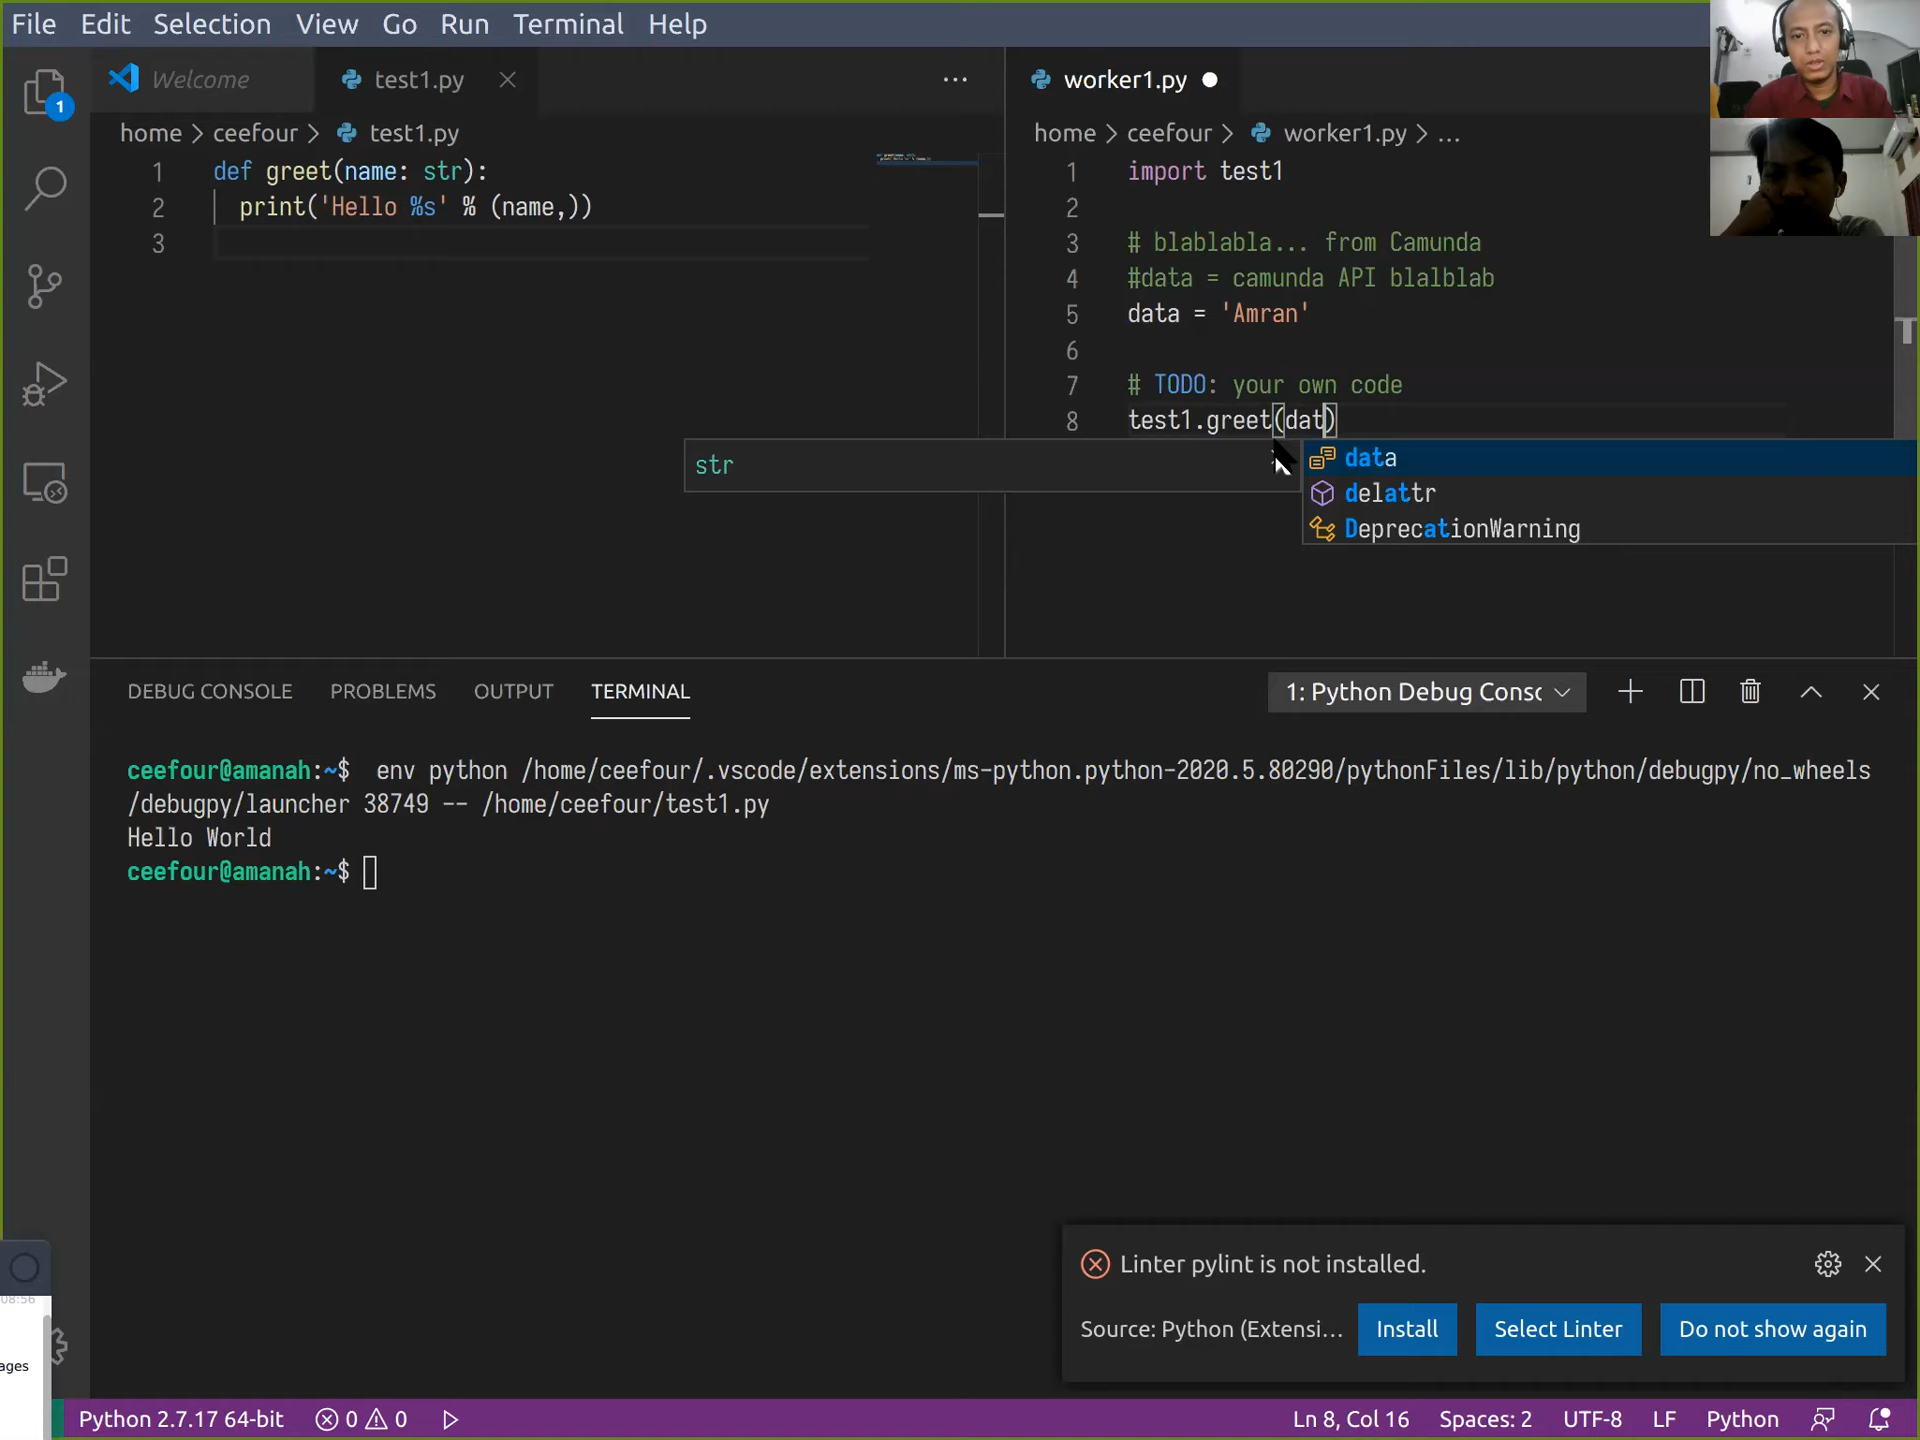 File Edit Selection View Go Run Terminal Help
1
Welcome
test1.py
worker1.py
home > ceefour > test1.py
1 def greet(name: str):
2 print('Hello %s' % (name,))
3
home > ceefour > worker1.py > ...
1 import test1
2
3 # blablabla... from Camunda
4 #data = camunda API blalblab
5 data = 'Amran'
6
7 # TODO: your own code
8 test1.greet(dat)
str
data
delattr
DeprecationWarning
DEBUG CONSOLE PROBLEMS OUTPUT TERMINAL
1: Python Debug Consc
ceefour@amanah:~$ env python /home/ceefour/.vscode/extensions/ms-python.python-2020.5.80290/pythonFiles/lib/python/debugpy/no_wheels
/debugpy/launcher 38749 -- /home/ceefour/test1.py
Hello World
ceefour@amanah:~$
Linter pylint is not installed.
Source: Python (Extensi...
Install
Select Linter
Do not show again
08:56
ages
Python 2.7.17 64-bit
0 0
Ln 8, Col 16 Spaces: 2 UTF-8 LF Python